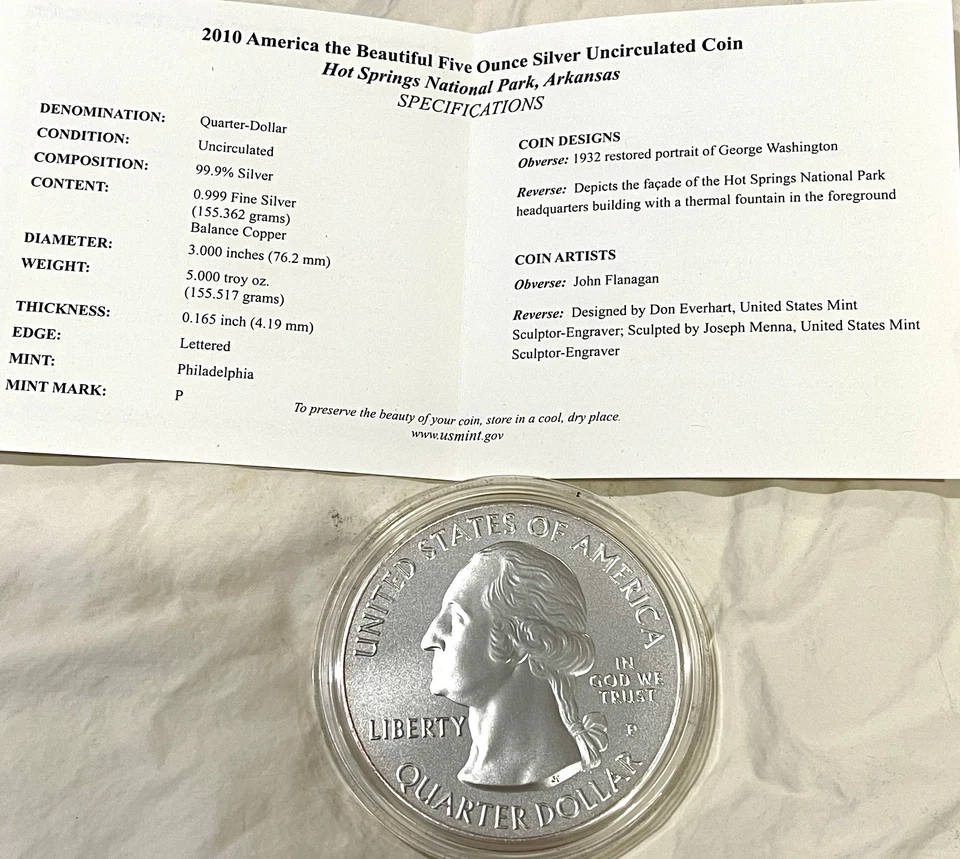 2010 America the Beautiful Five Ounce Silver Uncirculated Coin
Hot Springs National Park, Arkansas
SPECIFICATIONS
DENOMINATION: Quarter-Dollar
CONDITION: Uncirculated
COMPOSITION: 99.9% Silver
CONTENT: 0.999 Fine Silver
(155.362 grams)
Balance Copper
DIAMETER: 3.000 inches (76.2 mm)
WEIGHT: 5.000 troy oz.
(155.517 grams)
THICKNESS: 0.165 inch (4.19 mm)
EDGE: Lettered
MINT: Philadelphia
MINT MARK: P
COIN DESIGNS
Obverse: 1932 restored portrait of George Washington
Reverse: Depicts the façade of the Hot Springs National Park
headquarters building with a thermal fountain in the foreground
COIN ARTISTS
Obverse: John Flanagan
Reverse: Designed by Don Everhart, United States Mint
Sculptor-Engraver; Sculpted by Joseph Menna, United States Mint
Sculptor-Engraver
To preserve the beauty of your coin, store in a cool, dry place.
www.usmint.gov
UNITED STATES OF AMERICA
IN
GOD WE
TRUST
LIBERTY
P
QUARTER DOLLAR